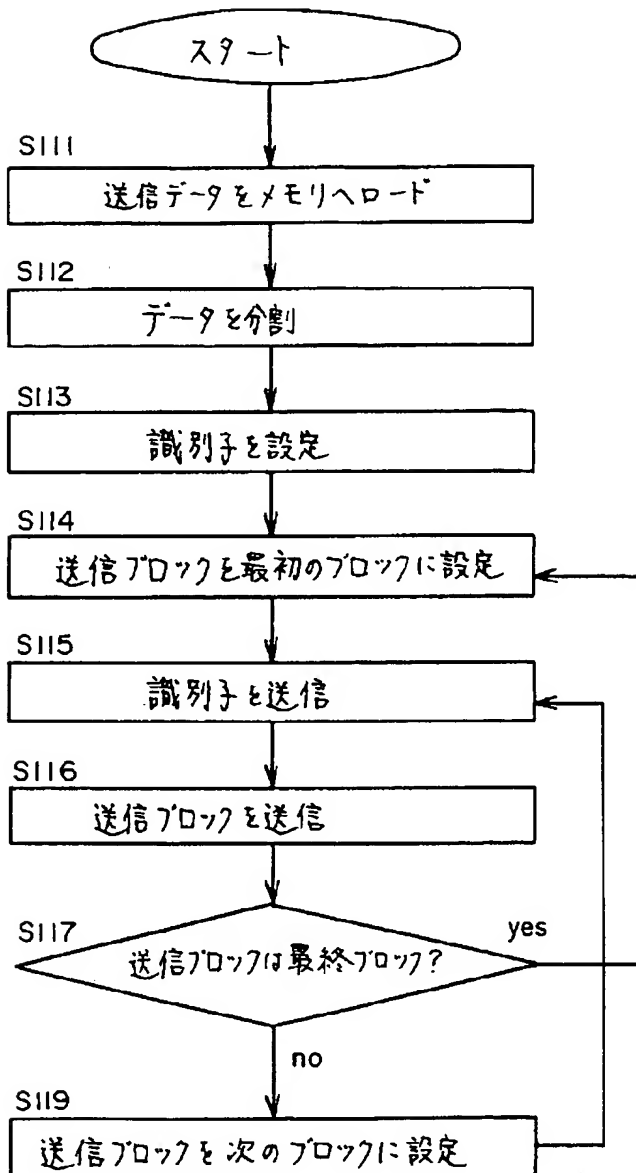 スタート
S111
送信データをメモリへロード
S112
データを分割
S113
識別子を設定
S114
送信ブロックを最初のブロックに設定
S115
識別子を送信
S116
送信ブロックを送信
S117
送信ブロックは最終ブロック?
yes
no
S119
送信ブロックを次のブロックに設定